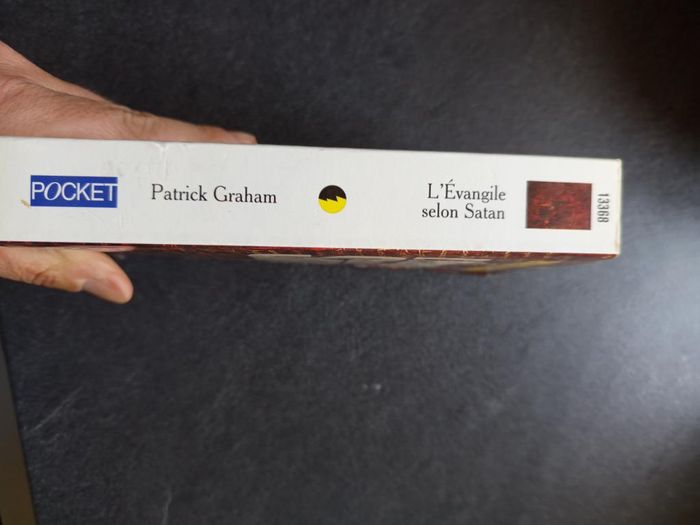 POCKET
Patrick Graham
L'Évangile
selon Satan
13368